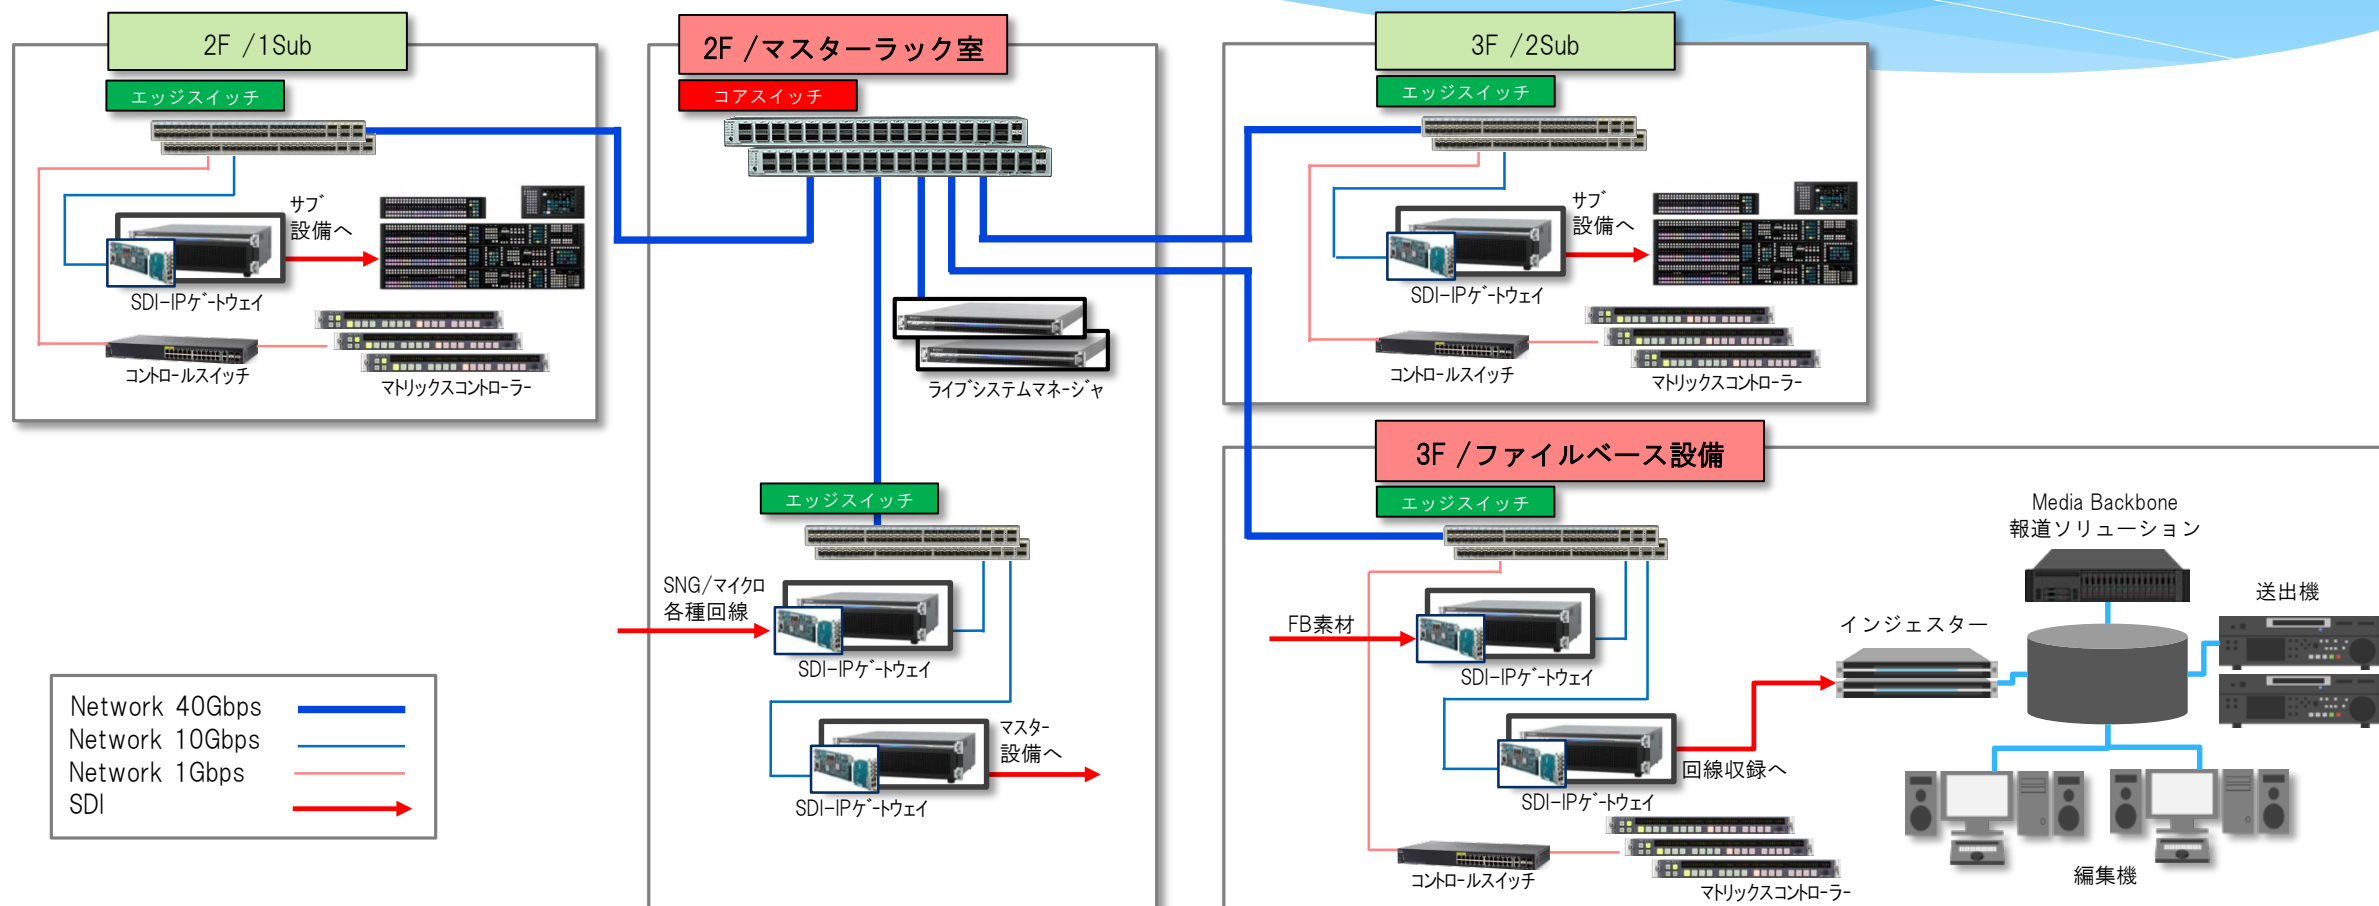 2F /1Sub
エッジスイッチ
サブ
設備へ
SDI-IPゲートウェイ
コントロールスイッチ
マトリックスコントローラー
2F /マスターラック室
コアスイッチ
ライブシステムマネージャ
エッジスイッチ
SNG/マイクロ
各種回線
SDI-IPゲートウェイ
マスター
設備へ
SDI-IPゲートウェイ
3F /2Sub
エッジスイッチ
サブ
設備へ
SDI-IPゲートウェイ
コントロールスイッチ
マトリックスコントローラー
3F /ファイルベース設備
エッジスイッチ
FB素材
SDI-IPゲートウェイ
回線収録へ
SDI-IPゲートウェイ
コントロールスイッチ
マトリックスコントローラー
Media Backbone
報道ソリューション
送出機
インジェスター
編集機
Network 40Gbps
Network 10Gbps
Network 1Gbps
SDI